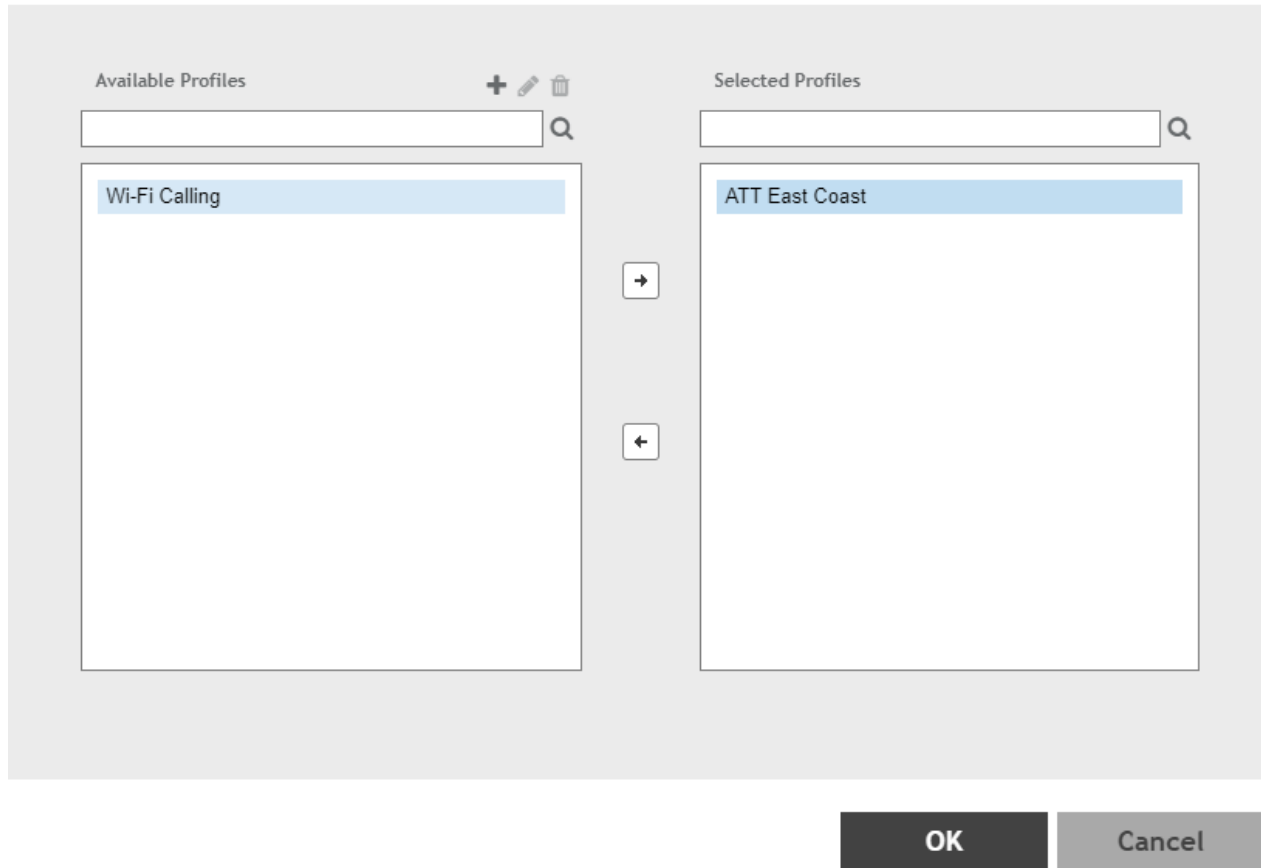 Available Profiles
Selected Profiles
Wi-Fi Calling
ATT East Coast
OK
Cancel